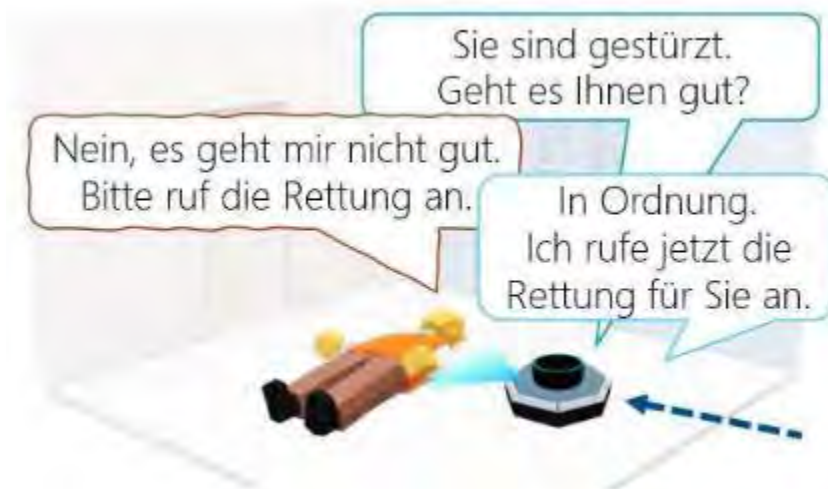 Sie sind gestürzt.
Geht es Ihnen gut?
Nein, es geht mir nicht gut.
Bitte ruf die Rettung an.
In Ordnung.
Ich rufe jetzt die
Rettung für Sie an.